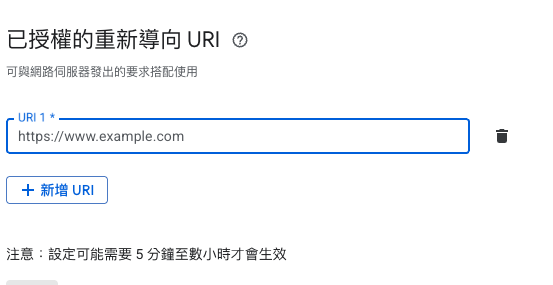 已授權的重新導向 URI
可與網路伺服器發出的要求搭配使用
URI 1 *
https://www.example.com
新增 URI
注意：設定可能需要 5 分鐘至數小時才會生效